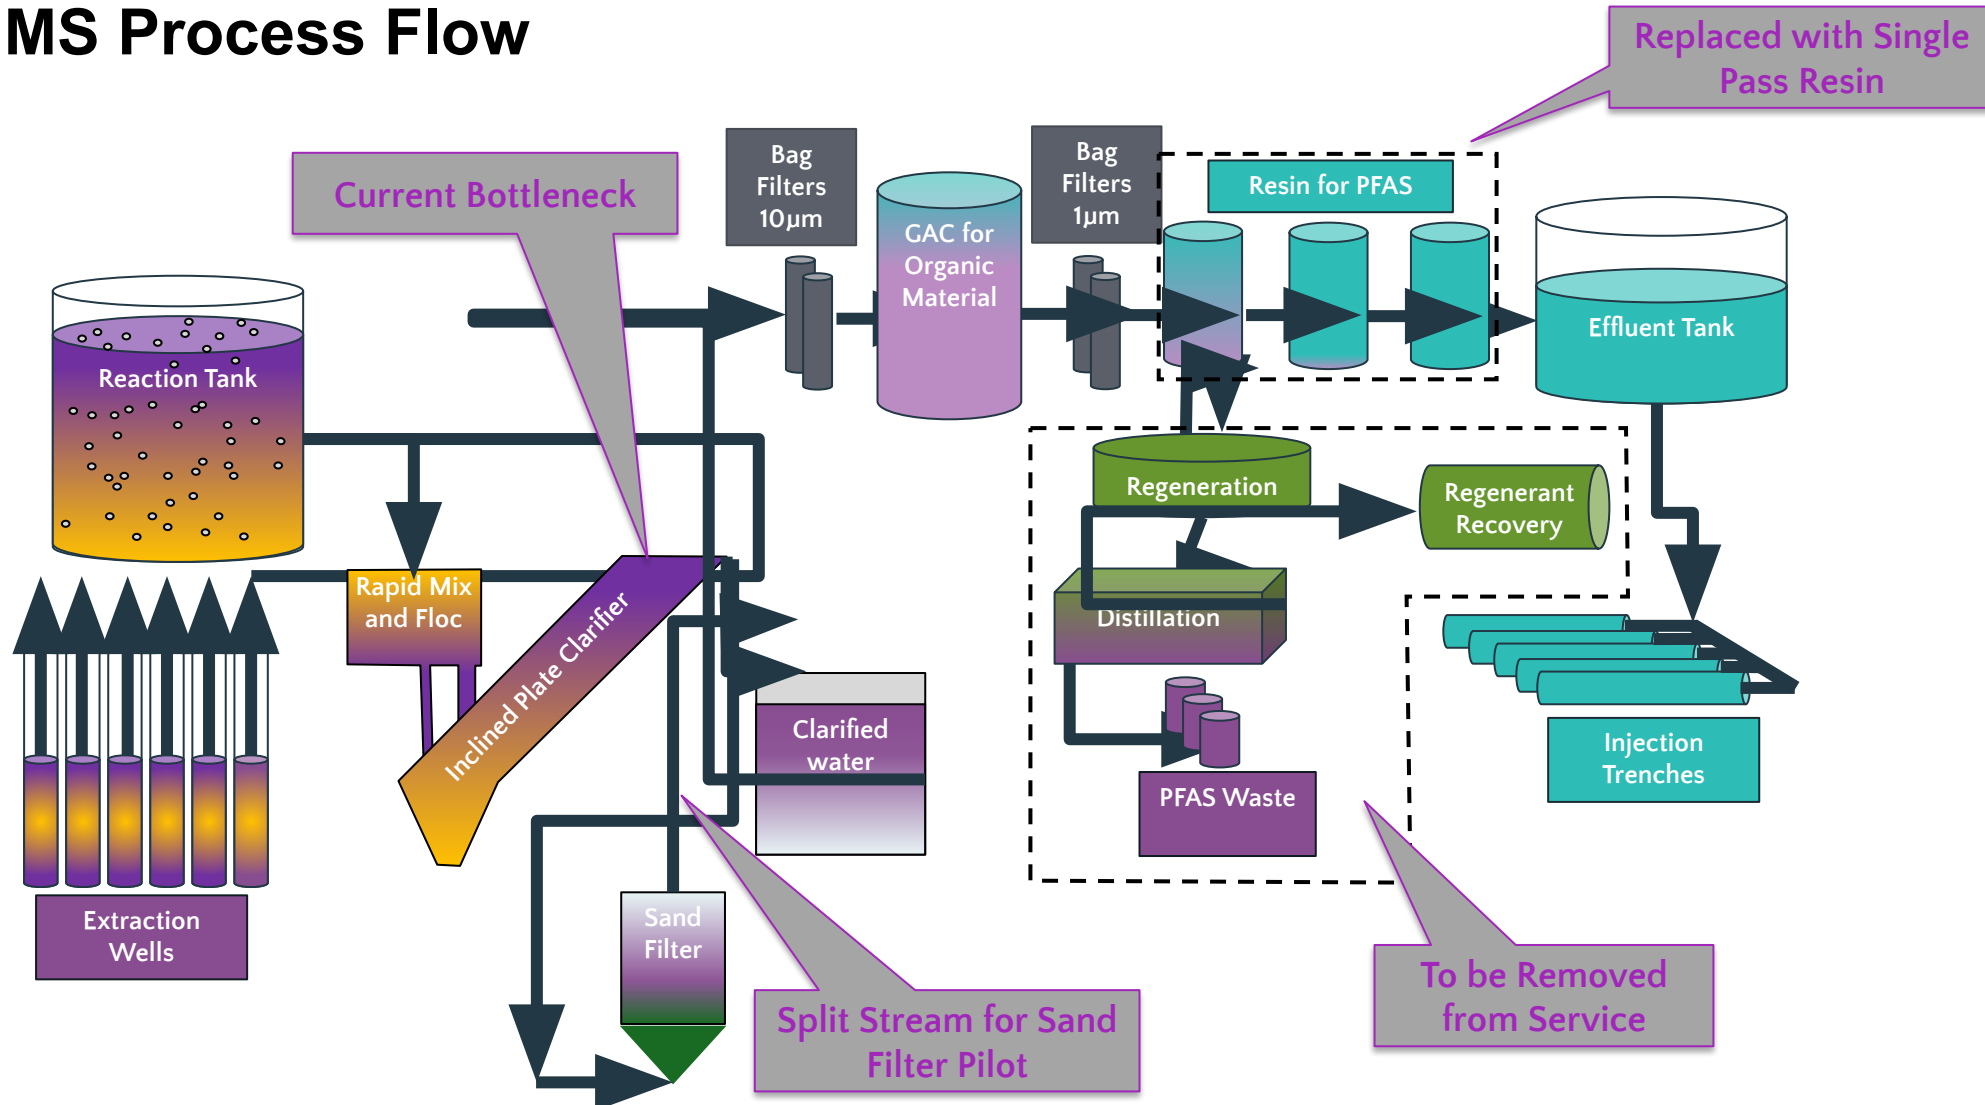 MS Process Flow
Replaced with Single
Pass Resin
Current Bottleneck
Bag
Filters
10µm
Bag
Filters
1µm
Resin for PFAS
GAC for
Organic
Material
Effluent Tank
Reaction Tank
Regeneration
Regenerant
Recovery
Rapid Mix
and Floc
Inclined Plate Clarifier
Distillation
Clarified
water
PFAS Waste
Injection
Trenches
Extraction
Wells
Sand
Filter
Split Stream for Sand
Filter Pilot
To be Removed
from Service